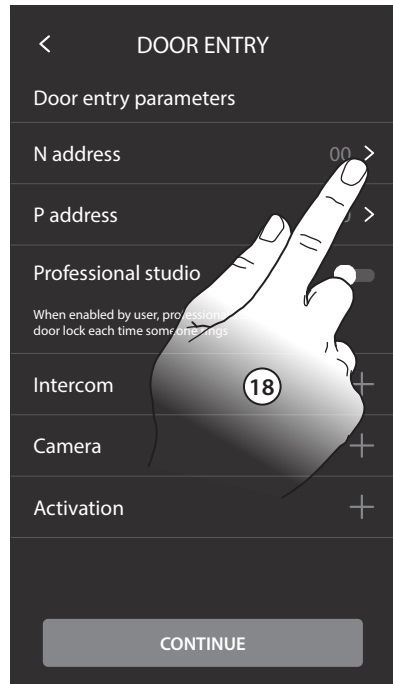 DOOR ENTRY
Door entry parameters
N address 00
P address
Professional studio
When enabled by user,
door lock each time someone rings
Intercom
18
Camera
Activation
CONTINUE